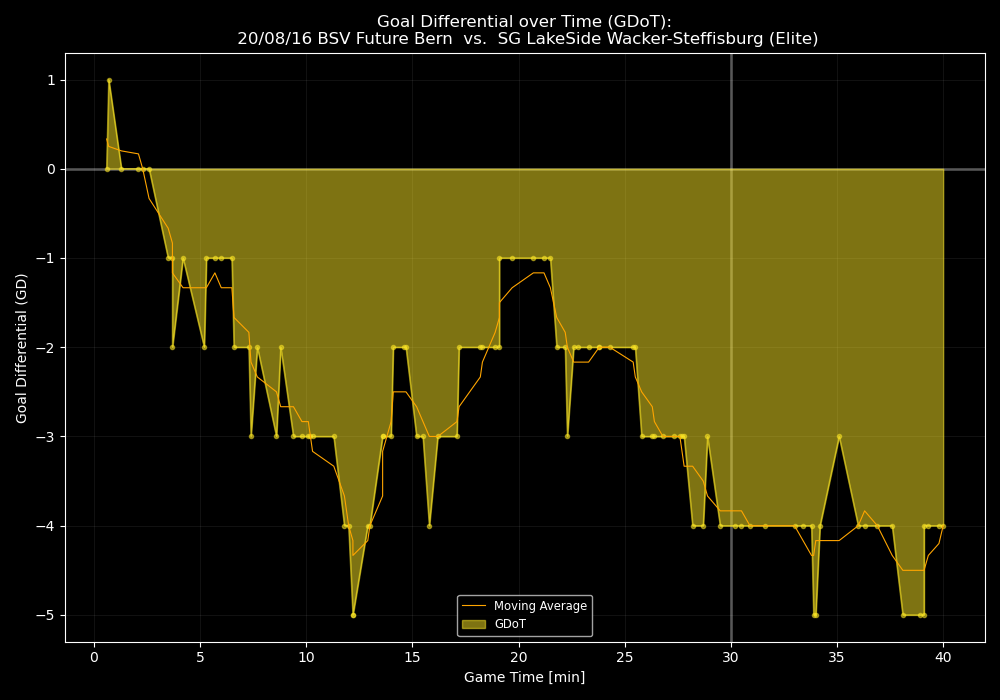 Goal Differential over Time (GDoT):
20/08/16 BSV Future Bern  vs.  SG LakeSide Wacker-Steffisburg (Elite)
Goal Differential (GD)
1
0
−1
−2
−3
−4
−5
Moving Average
GDoT
0 5 10 15 20 25 30 35 40
Game Time [min]